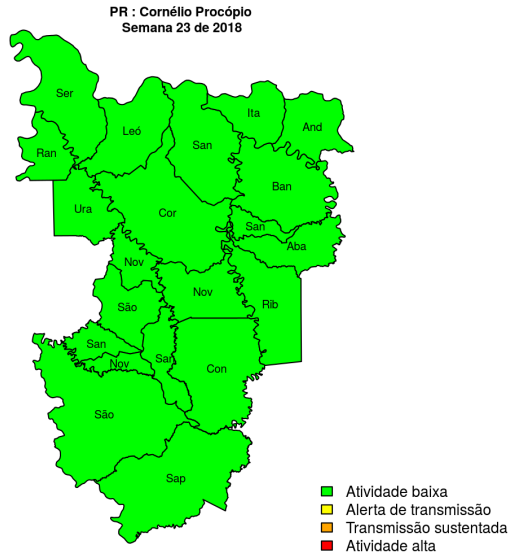 PR : Cornélio Procópio
Semana 23 de 2018
Ser
Leó
Ita
And
San
Ran
Ban
Ura
Cor
San
Aba
Nov
Nov
Rib
São
San
San
Nov
Con
São
Sap
Atividade baixa
Alerta de transmissão
Transmissão sustentada
Atividade alta